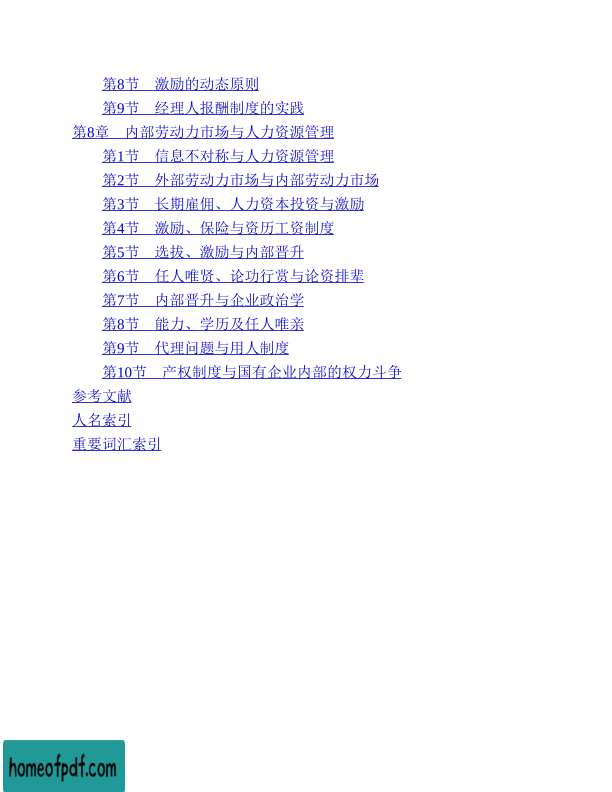 第8节　激励的动态原则
第9节　经理人报酬制度的实践
第8章　内部劳动力市场与人力资源管理
第1节　信息不对称与人力资源管理
第2节　外部劳动力市场与内部劳动力市场
第3节　长期雇佣、人力资本投资与激励
第4节　激励、保险与资历工资制度
第5节　选拔、激励与内部晋升
第6节　任人唯贤、论功行赏与论资排辈
第7节　内部晋升与企业政治学
第8节　能力、学历及任人唯亲
第9节　代理问题与用人制度
第10节　产权制度与国有企业内部的权力斗争
参考文献
人名索引
重要词汇索引
homeofpdf.com